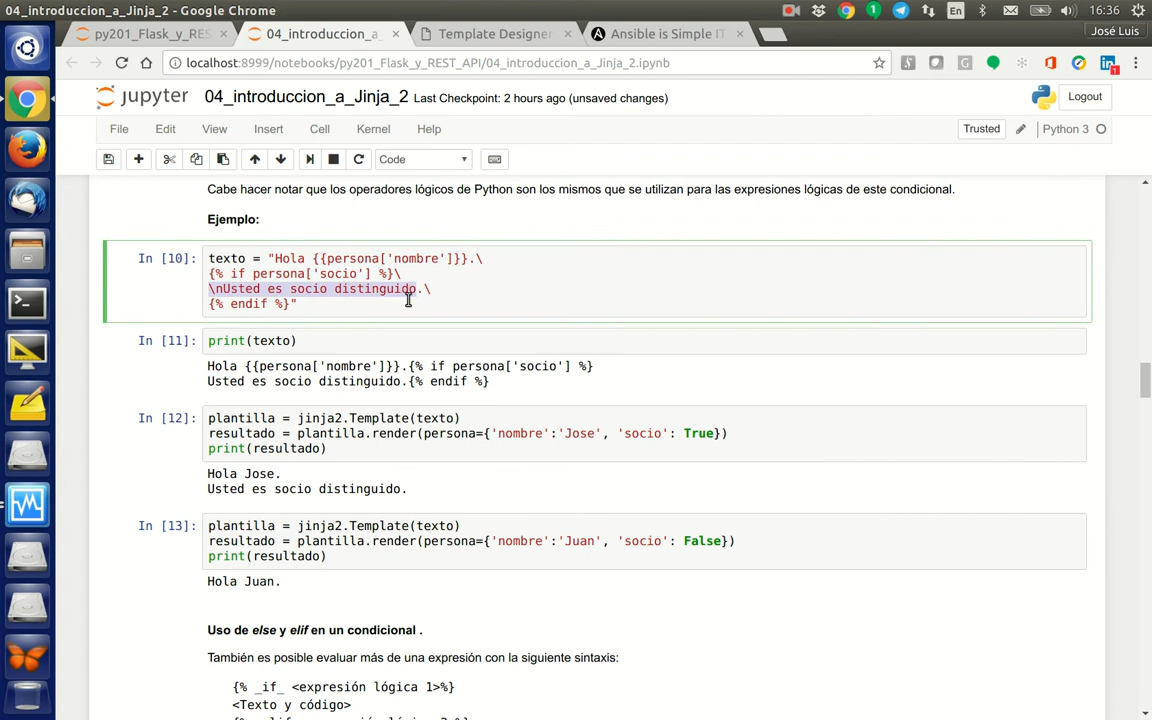 04_introduccion_a_Jinja_2 - Google Chrome
En
16:36
py201_Flask_y_RES
04_introduccion_a_
Template Designer
Ansible is Simple IT
José Luis
localhost:8999/notebooks/py201_Flask_y_REST_API/04_introduccion_a_Jinja_2.ipynb
jupyter
04_introduccion_a_Jinja_2 Last Checkpoint: 2 hours ago (unsaved changes)
Logout
File Edit View Insert Cell Kernel Help
Trusted
Python 3
Code
Cabe hacer notar que los operadores lógicos de Python son los mismos que se utilizan para las expresiones lógicas de este condicional.
Ejemplo:
In [10]: texto = "Hola {{persona['nombre']}}.\
{% if persona['socio'] %}\
\nUsted es socio distinguido.\
{% endif %}"
In [11]: print(texto)
Hola {{persona['nombre']}}.{% if persona['socio'] %}
Usted es socio distinguido.{% endif %}
In [12]: plantilla = jinja2.Template(texto)
resultado = plantilla.render(persona={'nombre':'Jose', 'socio': True})
print(resultado)
Hola Jose.
Usted es socio distinguido.
In [13]: plantilla = jinja2.Template(texto)
resultado = plantilla.render(persona={'nombre':'Juan', 'socio': False})
print(resultado)
Hola Juan.
Uso de else y elif en un condicional .
También es posible evaluar más de una expresión con la siguiente sintaxis:
{% _if_ <expresión lógica 1>%}
<Texto y código>